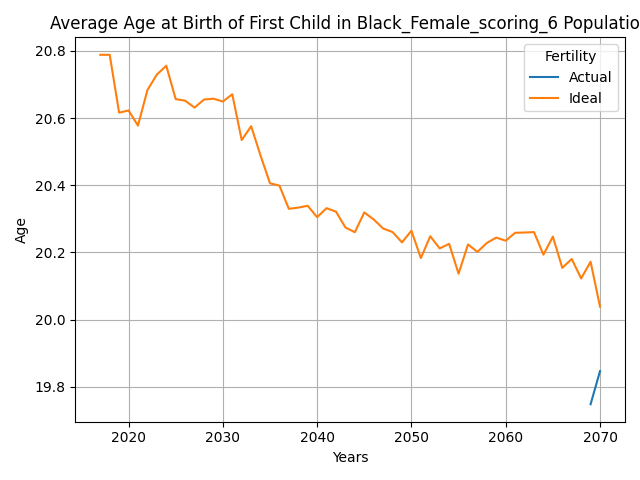 Average Age at Birth of First Child in Black_Female_scoring_6 Populatio
Fertility
Actual
Ideal
Age
20.8
20.6
20.4
20.2
20.0
19.8
2020 2030 2040 2050 2060 2070
Years